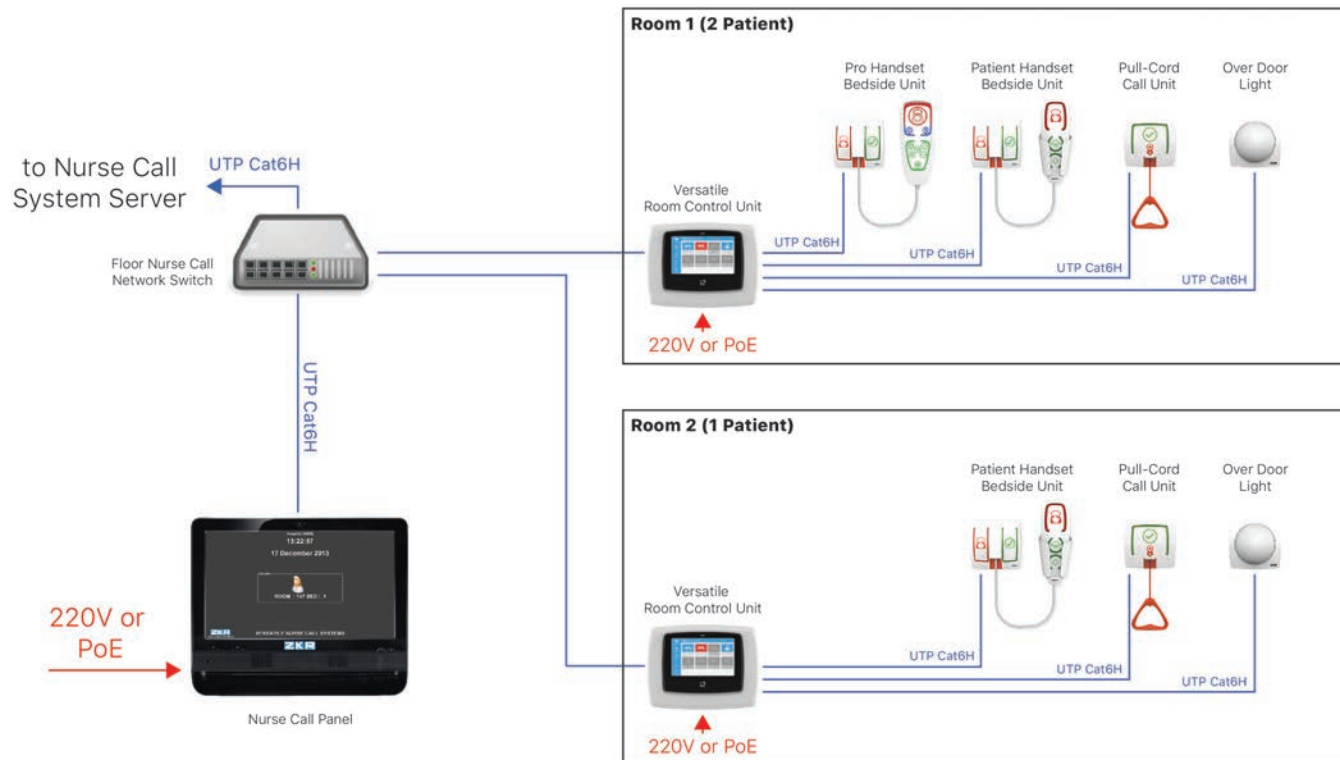 Room 1 (2 Patient)
Pro Handset
Bedside Unit
Patient Handset
Bedside Unit
Pull-Cord
Call Unit
Over Door
Light
to Nurse Call
System Server
UTP Cat6H
Versatile
Room Control Unit
Floor Nurse Call
Network Switch
UTP Cat6H
UTP Cat6H
UTP Cat6H
UTP Cat6H
220V or PoE
UTP Cat6H
Room 2 (1 Patient)
Patient Handset
Bedside Unit
Pull-Cord
Call Unit
Over Door
Light
13:22:57
17 December 2013
Versatile
Room Control Unit
220V or
PoE
ZKR
ZKR
UTP Cat6H
UTP Cat6H
UTP Cat6H
Nurse Call Panel
220V or PoE